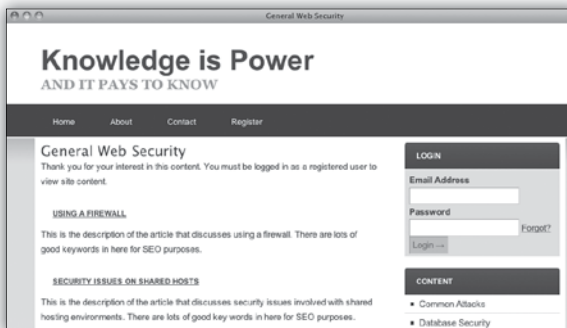 General Web Security
Knowledge is Power
AND IT PAYS TO KNOW
Home About Contact Register
General Web Security
Thank you for your interest in this content. You must be logged in as a registered user to
view site content.
USING A FIREWALL
This is the description of the article that discusses using a firewall. There are lots of
good keywords in here for SEO purposes.
SECURITY ISSUES ON SHARED HOSTS
This is the description of the article that discusses security issues involved with shared
hosting environments. There are lots of good key words in here for SEO purposes.
LOGIN
Email Address
Password
Forgot?
Login →
CONTENT
▪ Common Attacks
▪ Database Security